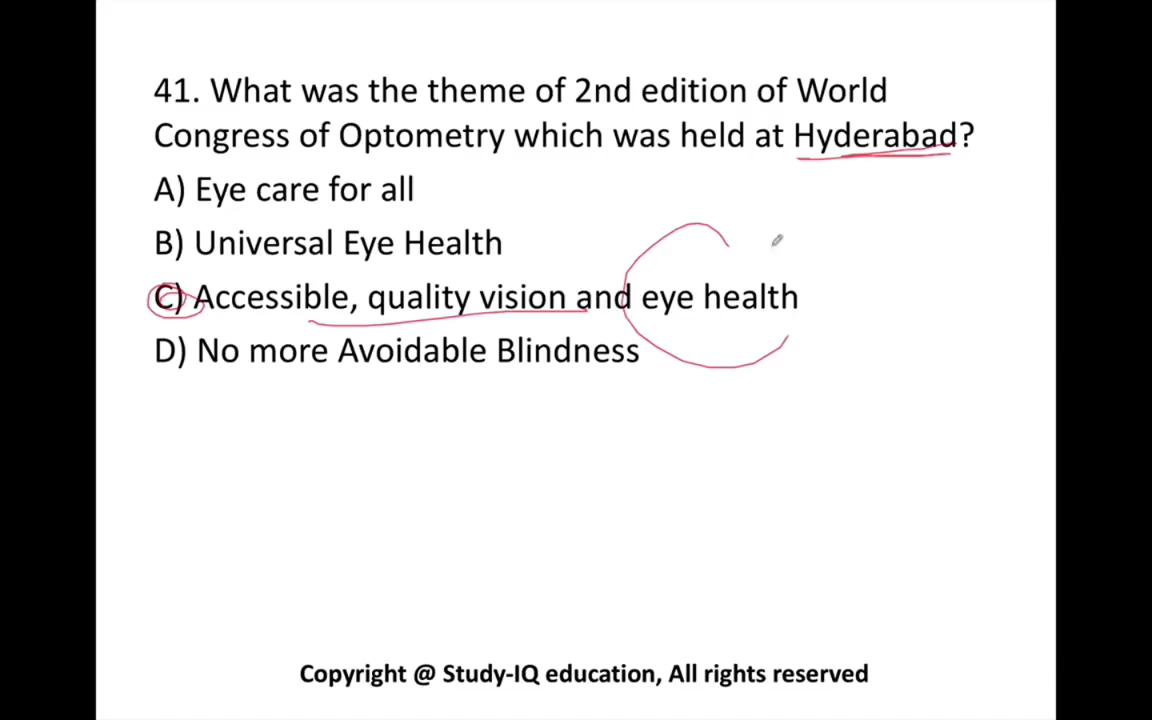 41. What was the theme of 2nd edition of World
Congress of Optometry which was held at Hyderabad?
A) Eye care for all
B) Universal Eye Health
C) Accessible, quality vision and eye health
D) No more Avoidable Blindness
Copyright @ Study-IQ education, All rights reserved